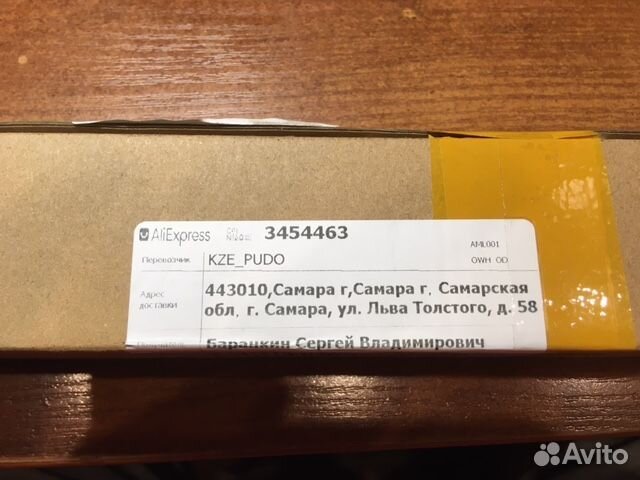 AliExpress 3454463
AML001
Перевозчик KZE_PUDO OWH OD
Адрес доставки 443010,Самара г,Самара г, Самарская
обл, г. Самара, ул. Льва Толстого, д. 58
Получатель Баранкин Сергей Владимирович
Avito